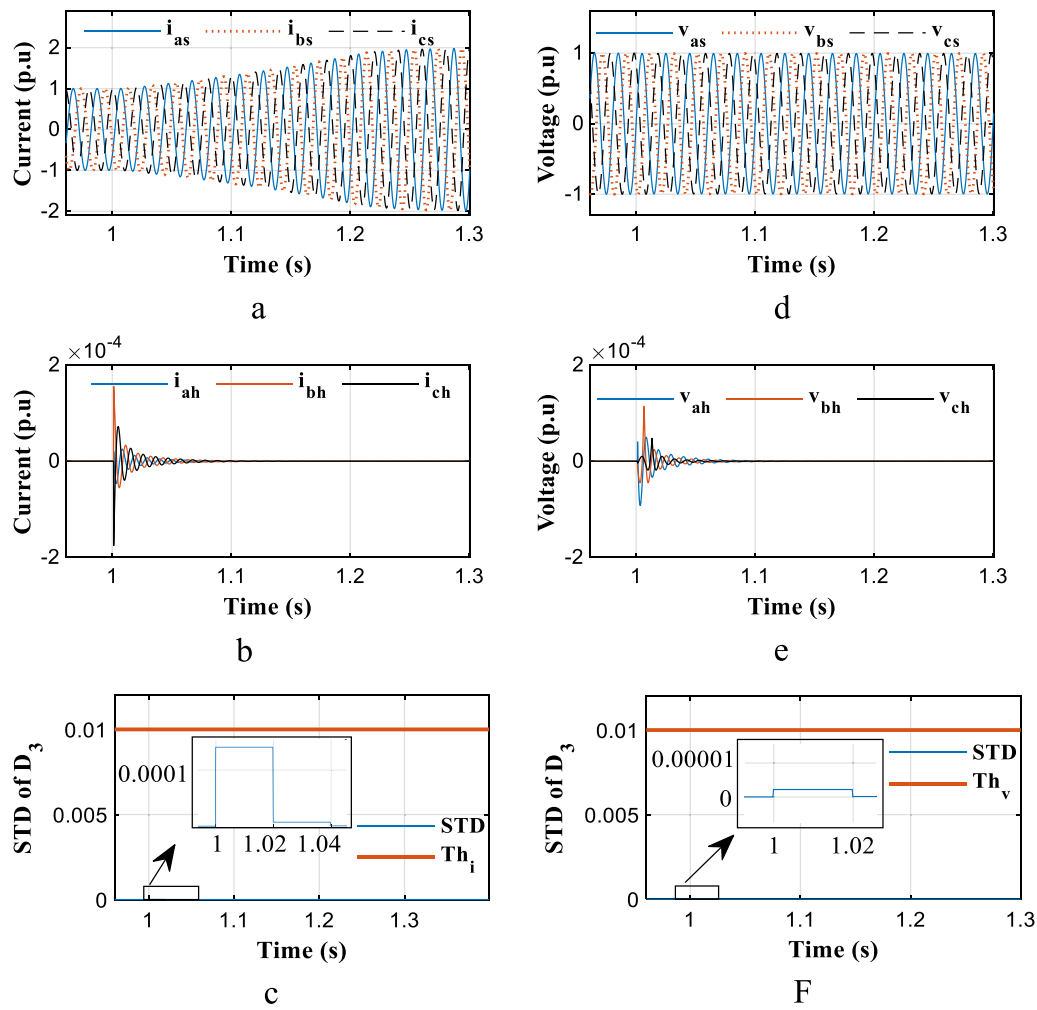 i_as i_bs i_cs
Current (p.u)
2
1
0
-1
-2
1 1.1 1.2 1.3
Time (s)
a
v_as v_bs v_cs
Voltage (p.u)
1
0
-1
1 1.1 1.2 1.3
Time (s)
d
×10^-4
i_ah i_bh i_ch
Current (p.u)
2
0
-2
1 1.1 1.2 1.3
Time (s)
b
×10^-4
v_ah v_bh v_ch
Voltage (p.u)
2
0
-2
1 1.1 1.2 1.3
Time (s)
e
STD of D_3
0.01
0.005
0
0.0001
1 1.02 1.04
STD
Th_i
1 1.1 1.2 1.3
Time (s)
c
STD of D_3
0.01
0.005
0
0.00001
0
1 1.02
STD
Th_v
1 1.1 1.2 1.3
Time (s)
F